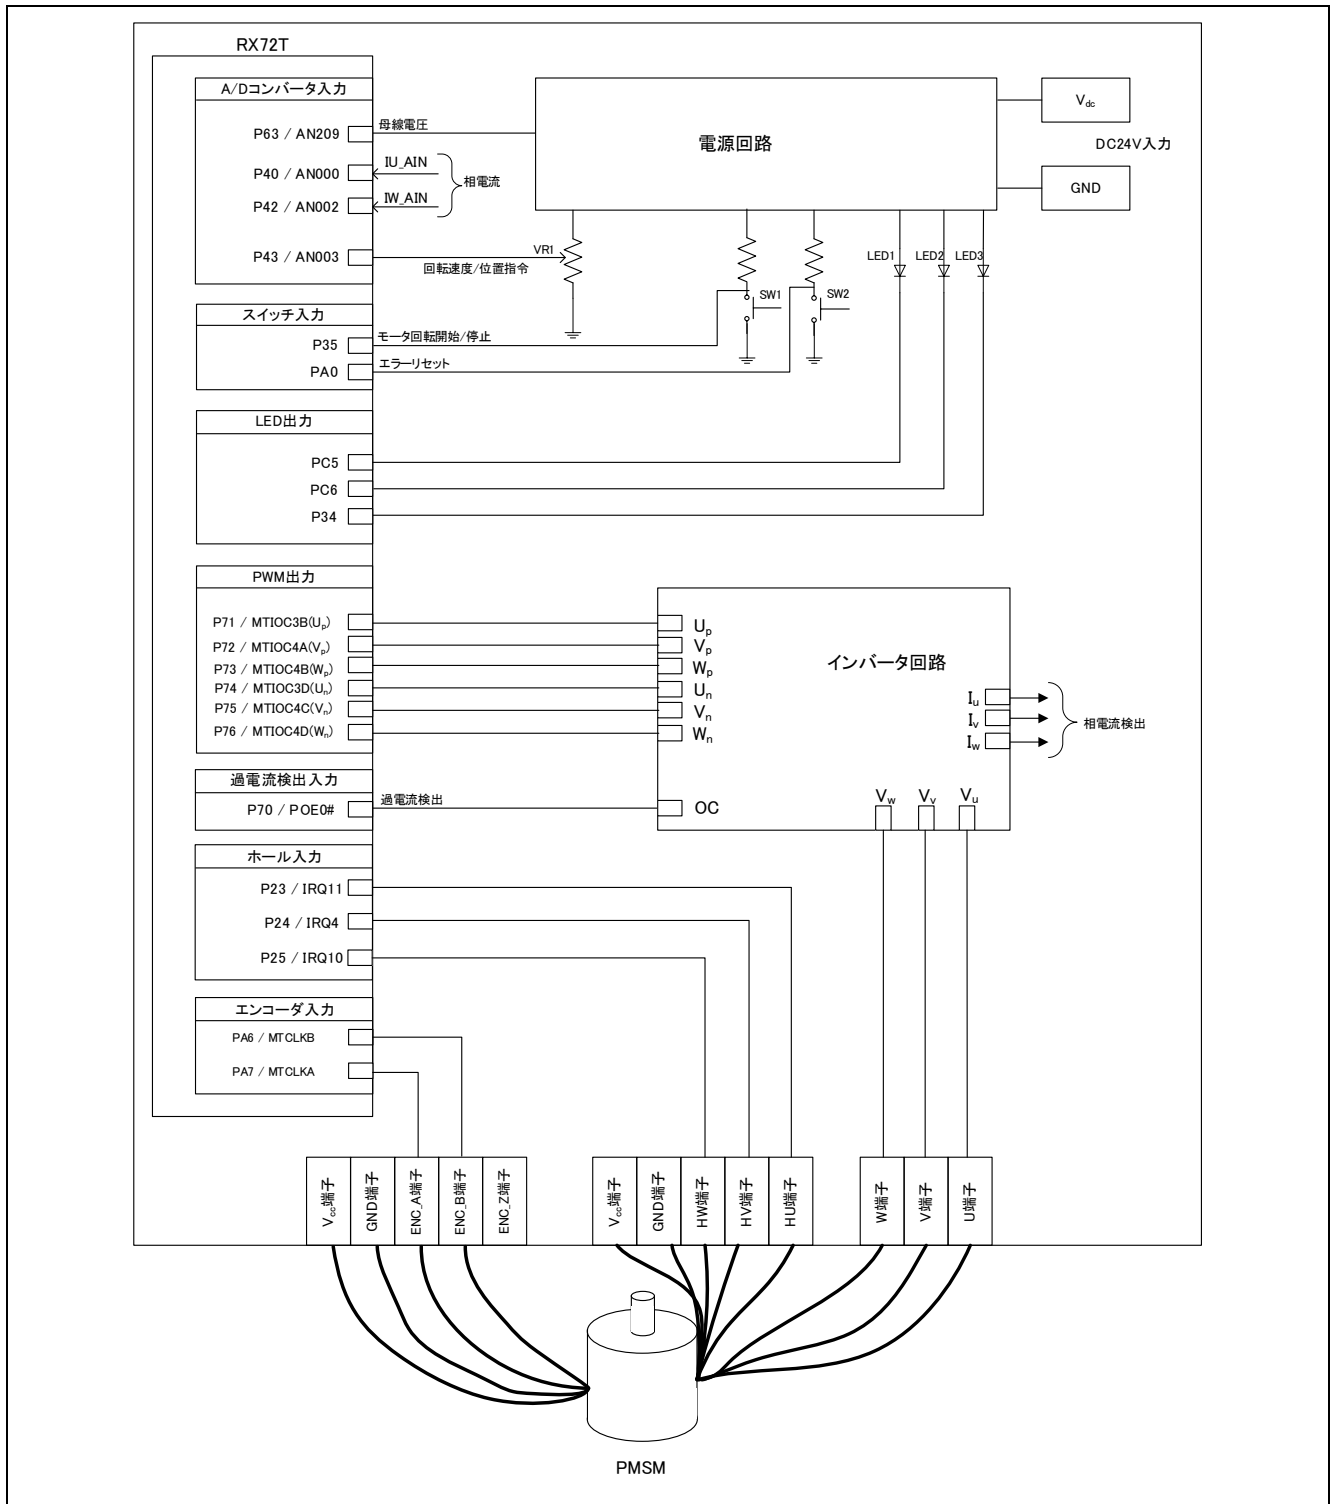 RX72T
A/Dコンバータ入力
P63 / AN209
母線電圧
P40 / AN000
IU_AIN
P42 / AN002
IW_AIN
相電流
P43 / AN003
回転速度/位置指令
VR1
電源回路
Vdc
DC24V入力
GND
SW1
SW2
LED1
LED2
LED3
スイッチ入力
P35
モータ回転開始/停止
PA0
エラーリセット
LED出力
PC5
PC6
P34
PWM出力
P71 / MTIOC3B(Up)
P72 / MTIOC4A(Vp)
P73 / MTIOC4B(Wp)
P74 / MTIOC3D(Un)
P75 / MTIOC4C(Vn)
P76 / MTIOC4D(Wn)
Up
Vp
Wp
Un
Vn
Wn
インバータ回路
Iu
Iv
Iw
相電流検出
過電流検出入力
P70 / POE0#
過電流検出
OC
Vw
Vv
Vu
ホール入力
P23 / IRQ11
P24 / IRQ4
P25 / IRQ10
エンコーダ入力
PA6 / MTCLKB
PA7 / MTCLKA
Vcc端子
GND端子
ENC_A端子
ENC_B端子
ENC_Z端子
Vcc端子
GND端子
HW端子
HV端子
HU端子
W端子
V端子
U端子
PMSM